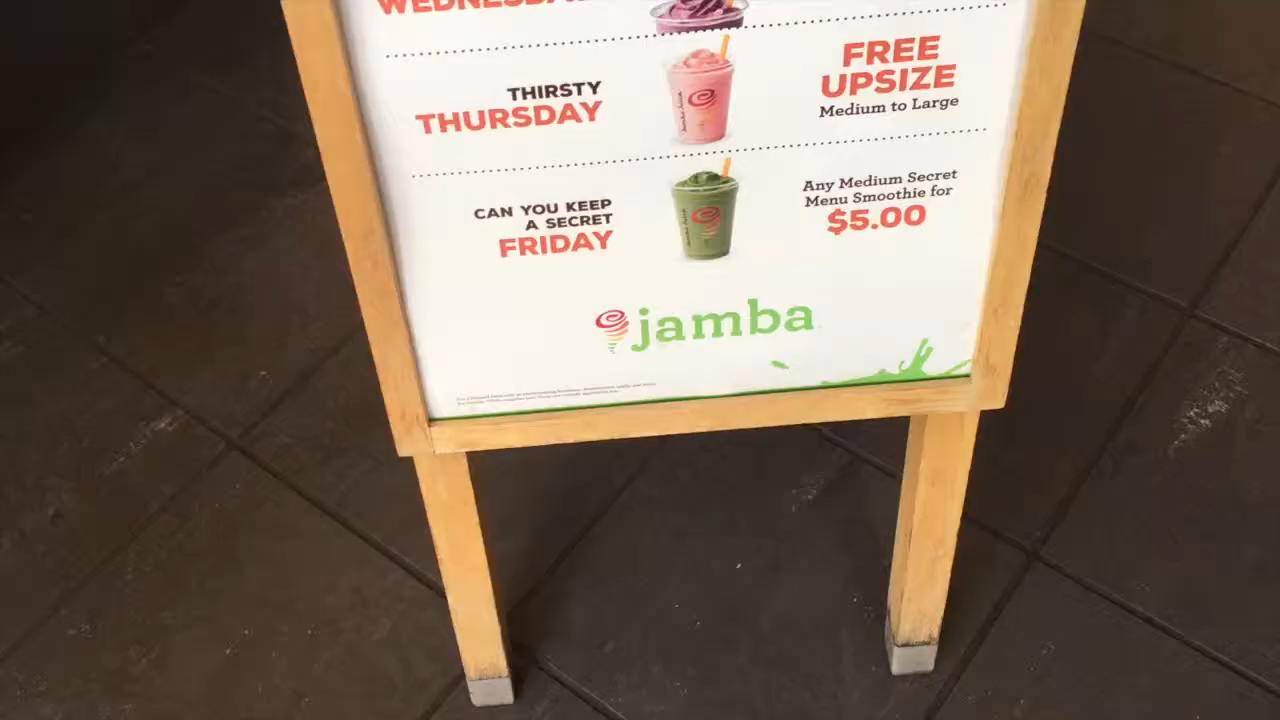 THIRSTY
THURSDAY
FREE
UPSIZE
Medium to Large
CAN YOU KEEP
A SECRET
FRIDAY
Any Medium Secret
Menu Smoothie for
$5.00
jamba